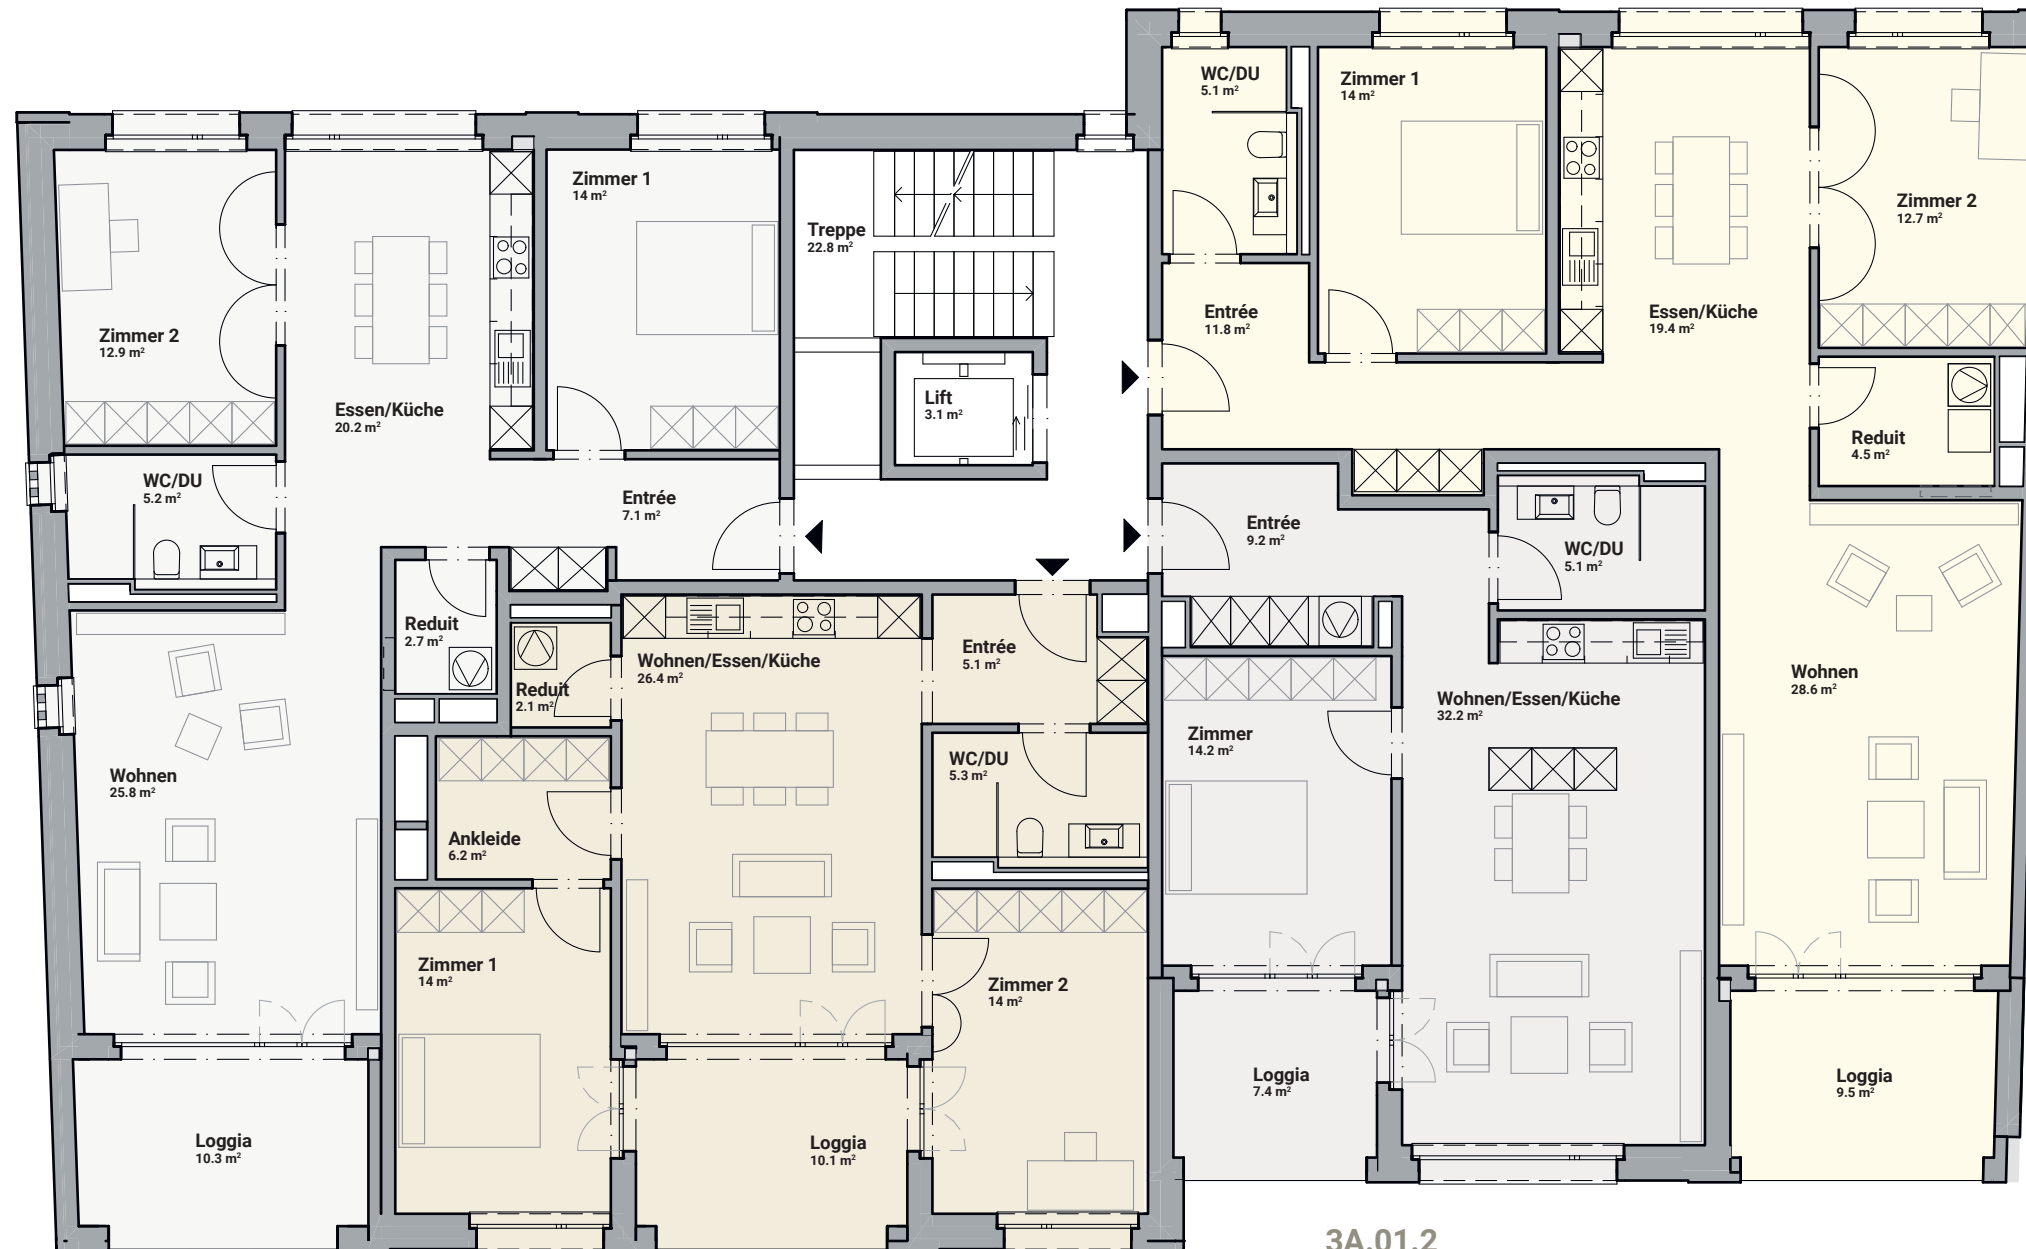 WC/DU
5.1 m²
Zimmer 1
14 m²
Zimmer 2
12.7 m²
Essen/Küche
19.4 m²
Entrée
11.8 m²
Reduit
4.5 m²
Wohnen
28.6 m²
Loggia
9.5 m²
Zimmer 1
14 m²
Treppe
22.8 m²
Lift
3.1 m²
Zimmer 2
12.9 m²
Essen/Küche
20.2 m²
WC/DU
5.2 m²
Entrée
7.1 m²
Reduit
2.7 m²
Wohnen
25.8 m²
Loggia
10.3 m²
Reduit
2.1 m²
Wohnen/Essen/Küche
26.4 m²
Entrée
5.1 m²
WC/DU
5.3 m²
Ankleide
6.2 m²
Zimmer 1
14 m²
Zimmer 2
14 m²
Loggia
10.1 m²
Entrée
9.2 m²
WC/DU
5.1 m²
Wohnen/Essen/Küche
32.2 m²
Zimmer
14.2 m²
Loggia
7.4 m²
3A.01.2